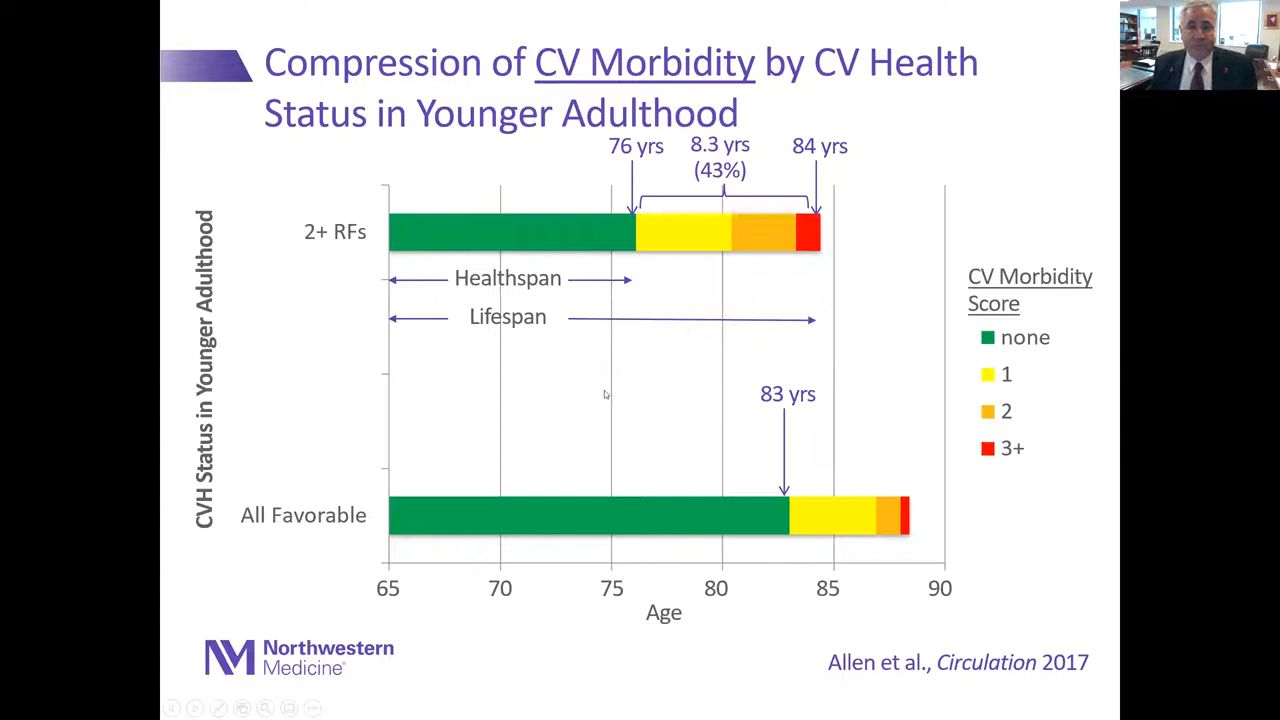 Compression of CV Morbidity by CV Health
Status in Younger Adulthood
76 yrs
8.3 yrs
(43%)
84 yrs
CVH Status in Younger Adulthood
2+ RFs
Healthspan
Lifespan
83 yrs
All Favorable
65
70
75
80
85
90
Age
CV Morbidity
Score
none
1
2
3+
Northwestern
Medicine®
Allen et al., Circulation 2017